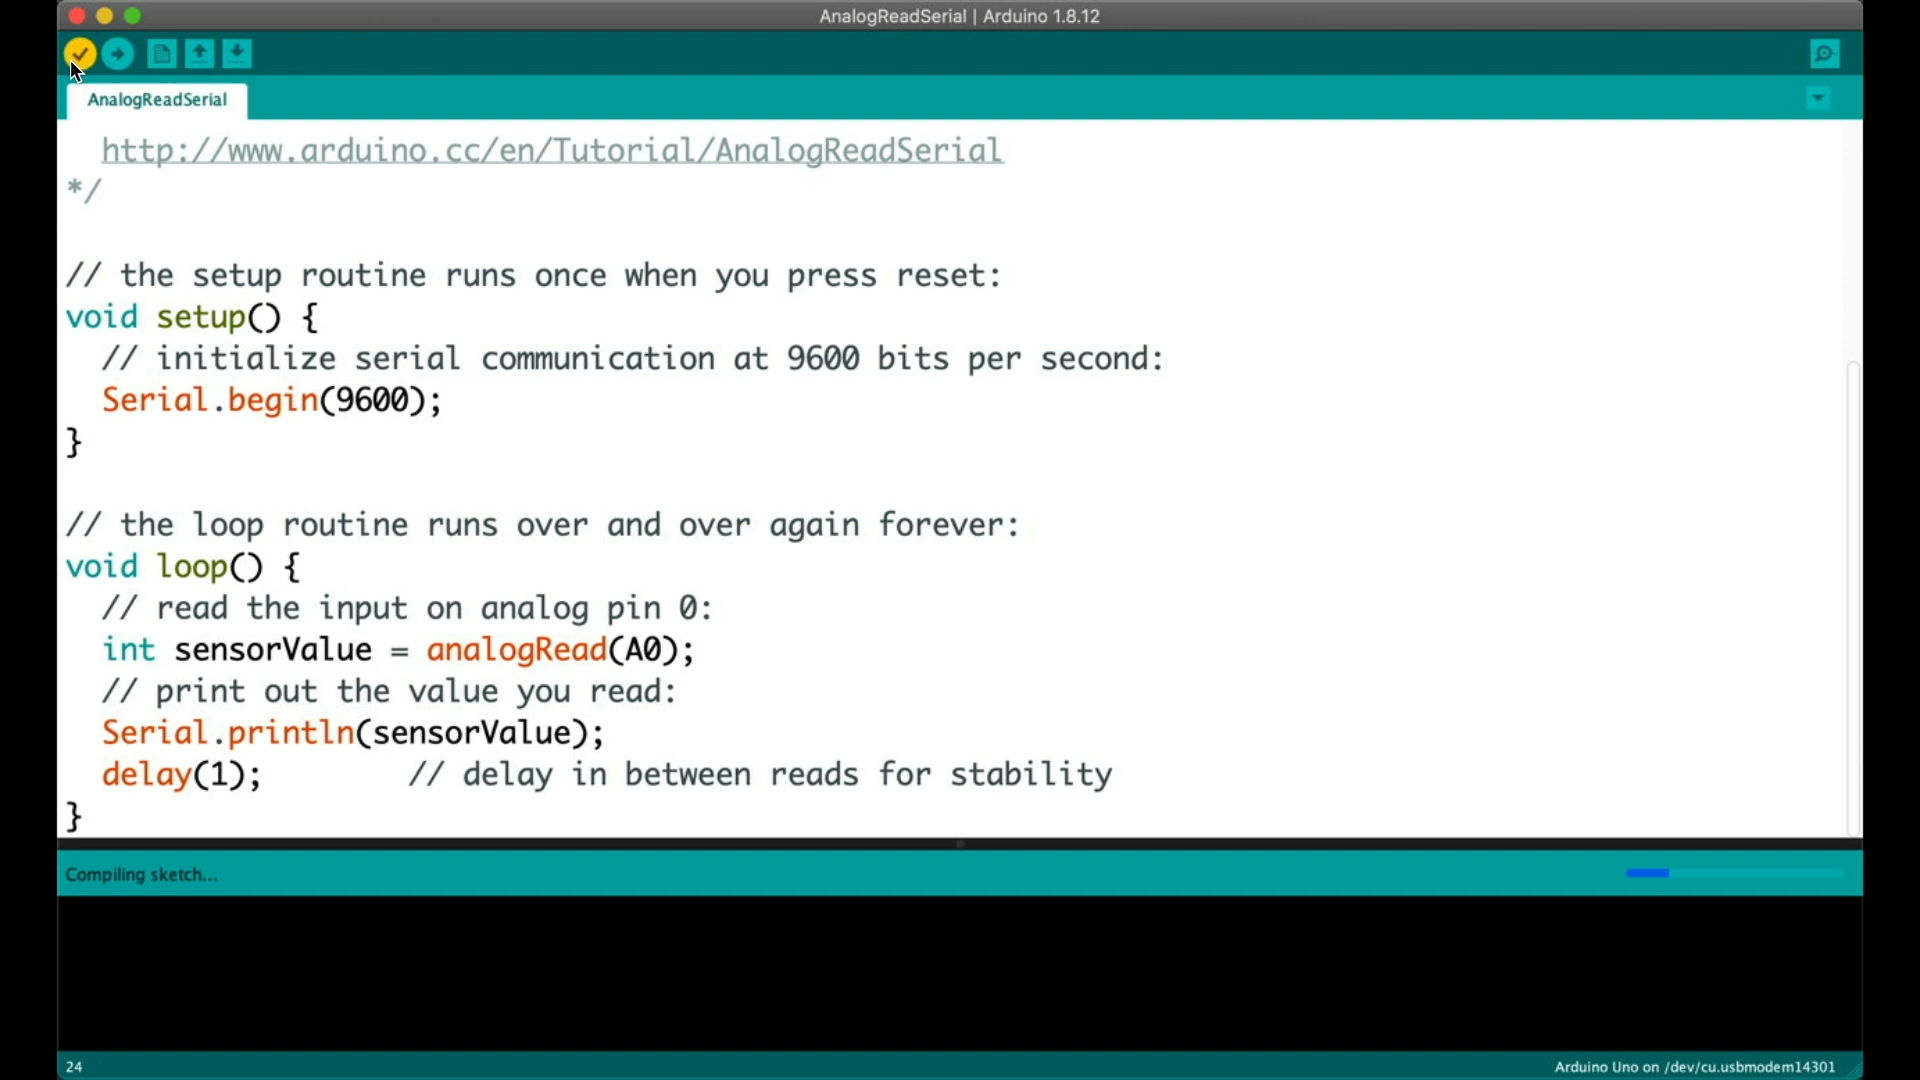 AnalogReadSerial | Arduino 1.8.12
AnalogReadSerial
http://www.arduino.cc/en/Tutorial/AnalogReadSerial
*/
// the setup routine runs once when you press reset:
void setup() {
// initialize serial communication at 9600 bits per second:
Serial.begin(9600);
}
// the loop routine runs over and over again forever:
void loop() {
// read the input on analog pin 0:
int sensorValue = analogRead(A0);
// print out the value you read:
Serial.println(sensorValue);
delay(1);        // delay in between reads for stability
}
Compiling sketch...
24
Arduino Uno on /dev/cu.usbmodem14301